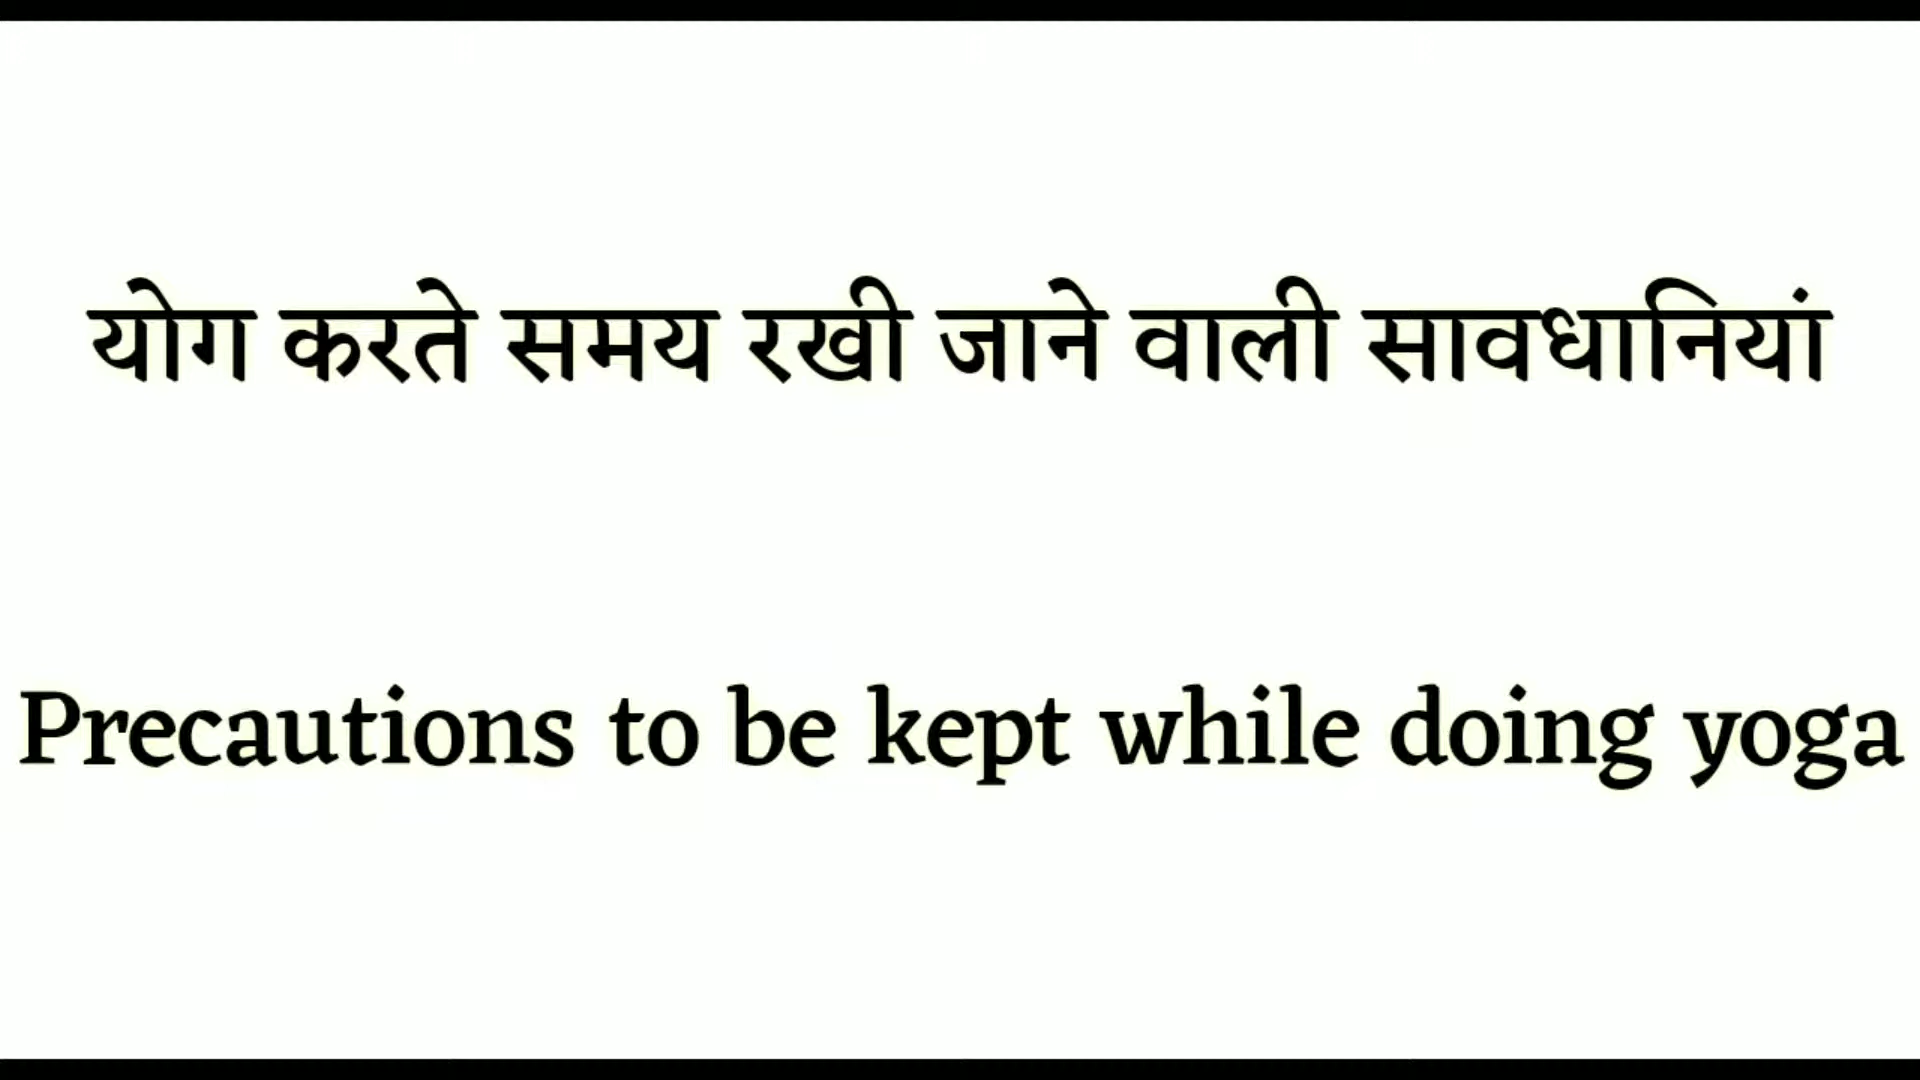 योग करते समय रखी जाने वाली सावधानियां
Precautions to be kept while doing yoga